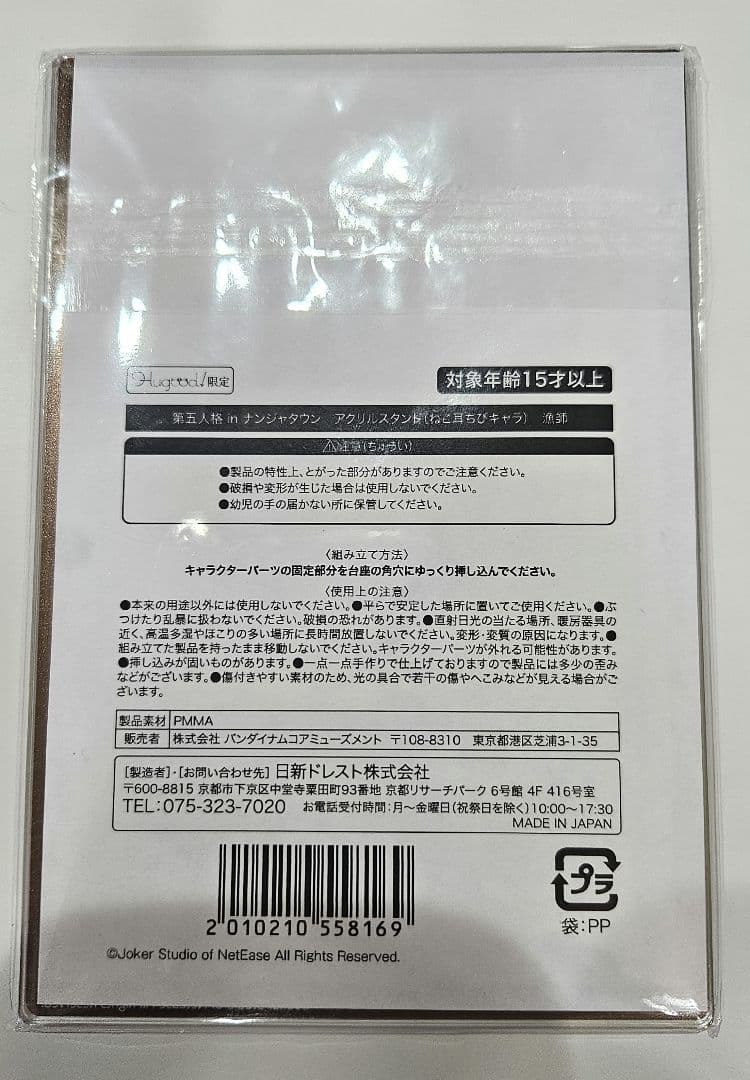 Hugood!限定
対象年齢15才以上
第五人格 in ナンジャタウン　アクリルスタンド(ねこ耳ちびキャラ)　漁師
⚠注意(ちゅうい)
●製品の特性上、とがった部分がありますのでご注意ください。
●破損や変形が生じた場合は使用しないでください。
●幼児の手の届かない所に保管してください。
〈組み立て方法〉
キャラクターパーツの固定部分を台座の角穴にゆっくり挿し込んでください。
〈使用上の注意〉
●本来の用途以外には使用しないでください。●平らで安定した場所に置いてご使用ください。●ぶ
つけたり乱暴に扱わないでください。破損の恐れがあります。●直射日光の当たる場所、暖房器具の
近く、高温多湿やほこりの多い場所に長時間放置しないでください。変形・変質の原因になります。●
組み立てた製品を持ったまま移動しないでください。キャラクターパーツが外れる可能性があります。
●挿し込みが固いものがあります。●一点一点手作りで仕上げておりますので製品には多少の歪み
などがございます。●傷付きやすい素材のため、光の具合で若干の傷やへこみなどが見える場合がご
ざいます。
製品素材 PMMA
販売者 株式会社 バンダイナムコアミューズメント 〒108-8310 東京都港区芝浦3-1-35
[製造者]・[お問い合わせ先] 日新ドレスト株式会社
〒600-8815 京都市下京区中堂寺粟田町93番地 京都リサーチパーク 6号館 4F 416号室
TEL:075-323-7020 お電話受付時間:月～金曜日(祝祭日を除く)10:00～17:30
MADE IN JAPAN
2 010210 558169
プラ
袋:PP
©Joker Studio of NetEase All Rights Reserved.